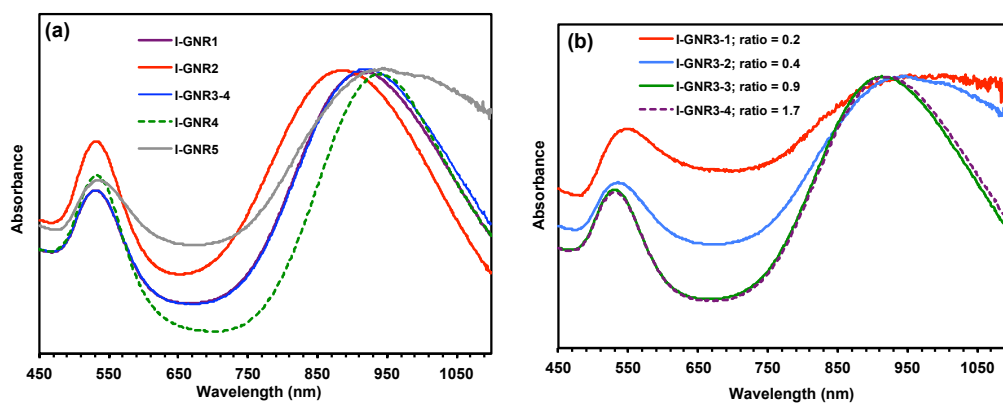 (a)
I-GNR1
I-GNR2
I-GNR3-4
I-GNR4
I-GNR5
Absorbance
450 550 650 750 850 950 1050
Wavelength (nm)
(b)
I-GNR3-1; ratio = 0.2
I-GNR3-2; ratio = 0.4
I-GNR3-3; ratio = 0.9
I-GNR3-4; ratio = 1.7
Absorbance
450 550 650 750 850 950 1050
Wavelength (nm)